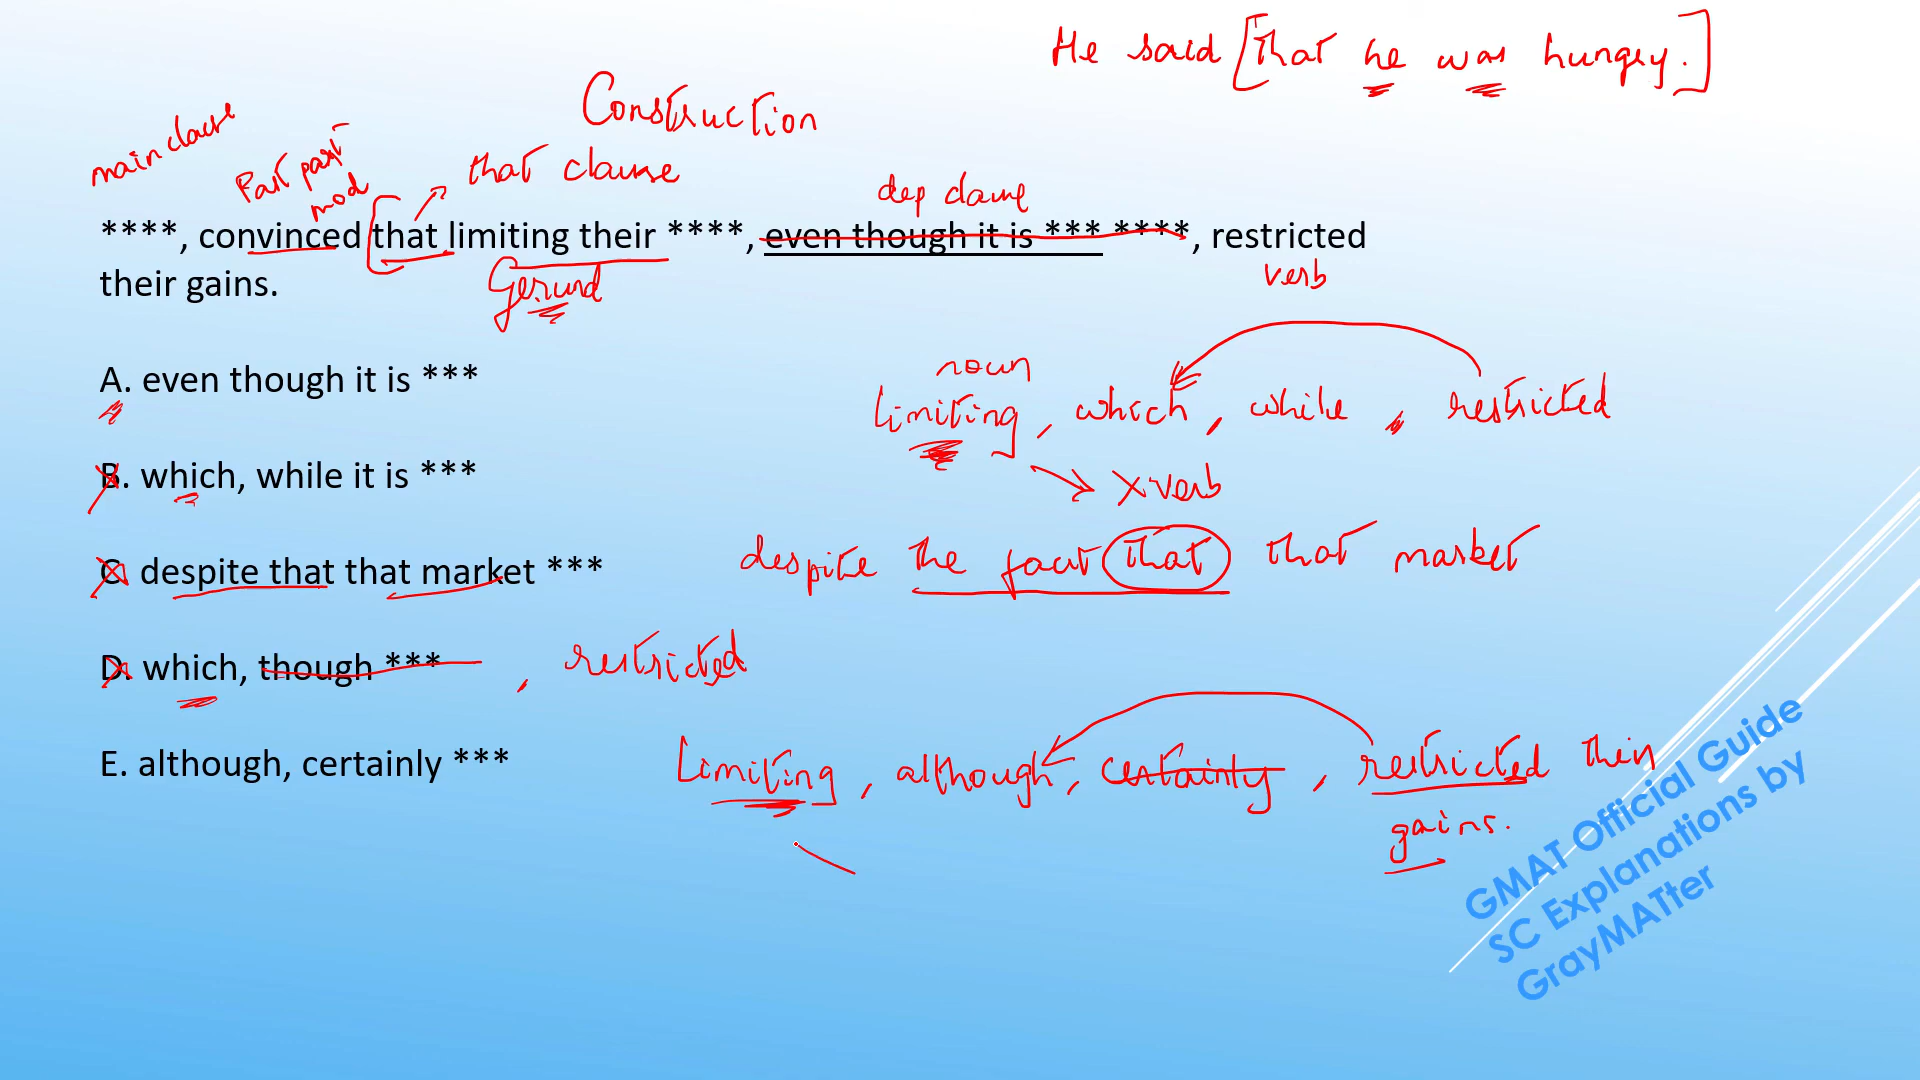 He said [that he was hungry.]
Construction
main clause
Past part mod
that clause
dep clause
****, convinced that limiting their ****, even though it is *** ****, restricted
their gains.
Gerund
verb
A. even though it is ***
noun
limiting, which, while, restricted
B. which, while it is ***
X verb
C. despite that that market ***
despite the fact that that market
D. which, though ***, restricted
E. although, certainly ***
Limiting, although, certainly, restricted their
gains.
GMAT Official Guide
SC Explanations by
GrayMATter